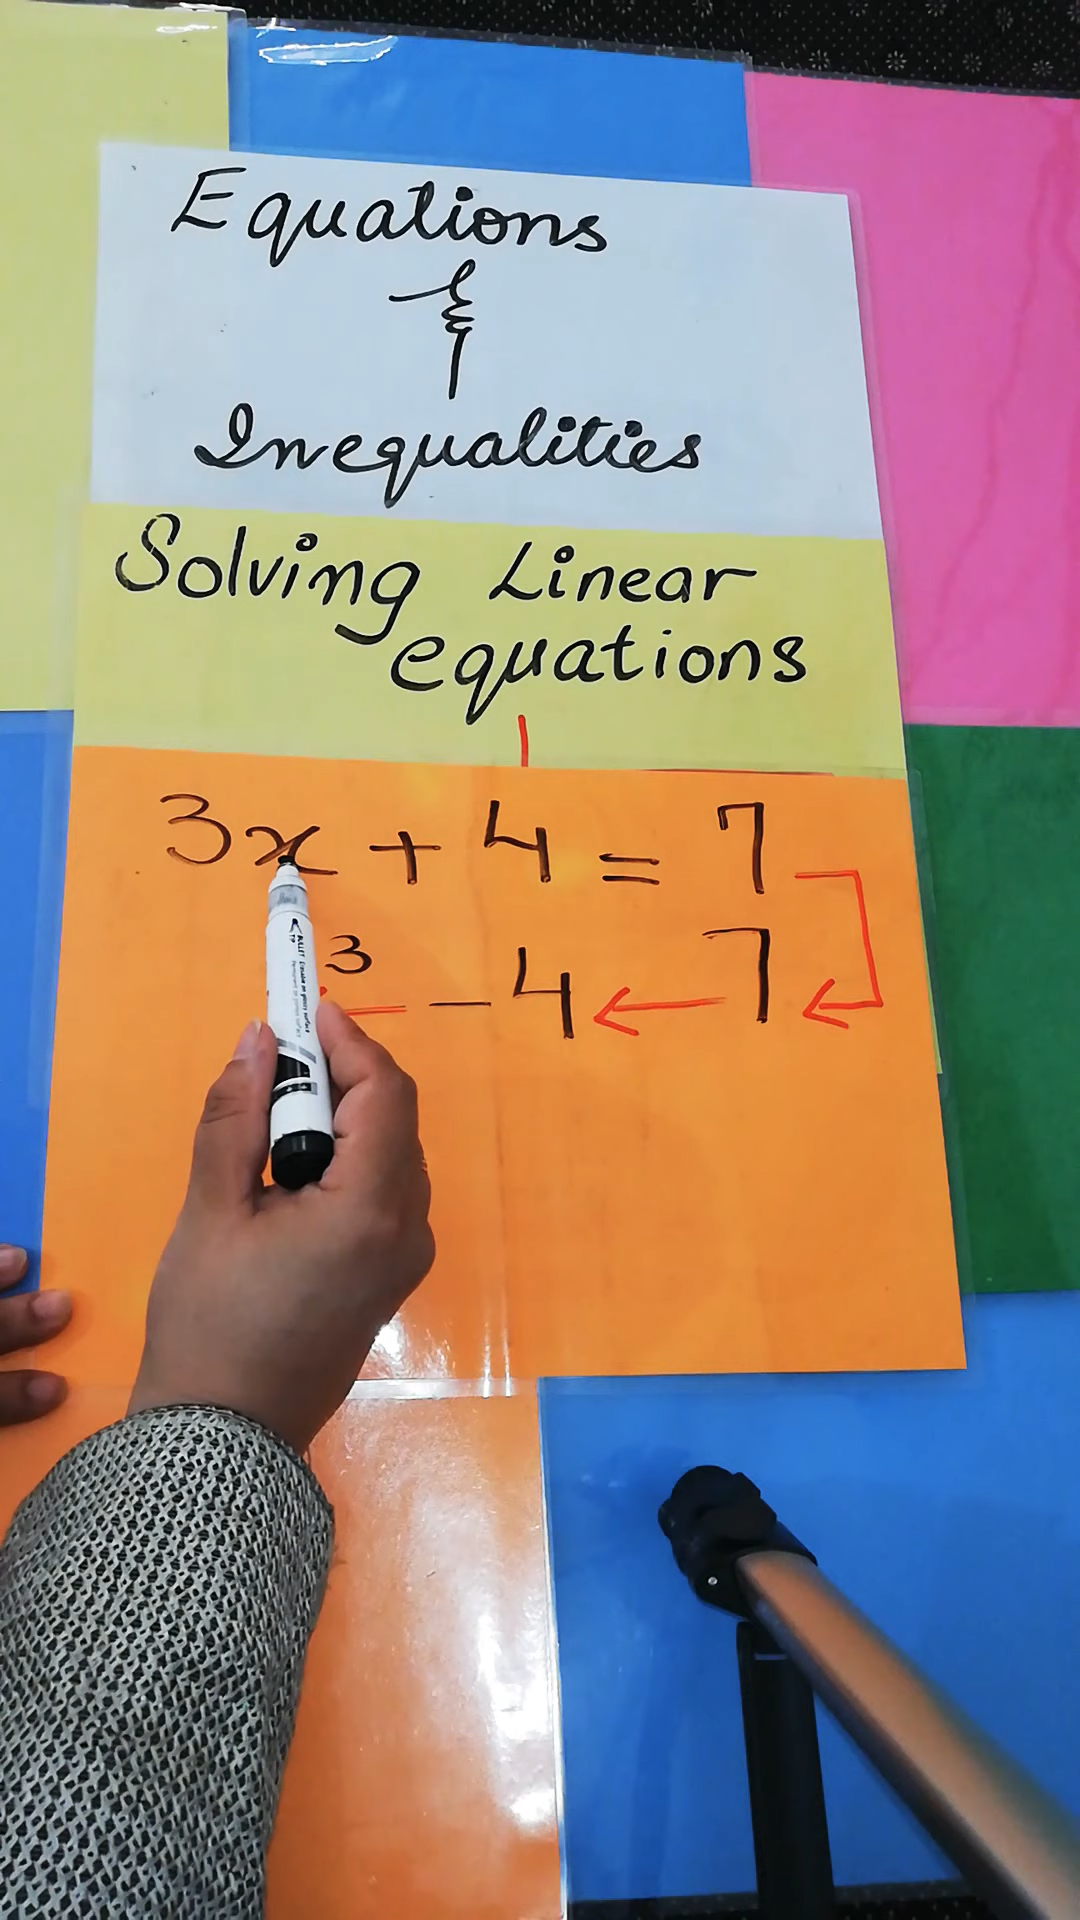 Equations
&
Inequalities
Solving Linear
equations
3x + 4 = 7
3
← - 4 ← 7